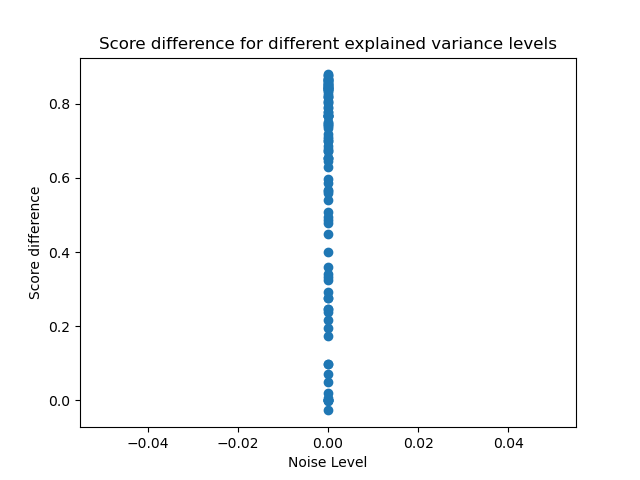 Score difference for different explained variance levels
0.8
0.6
0.4
0.2
0.0
Score difference
−0.04 −0.02 0.00 0.02 0.04
Noise Level